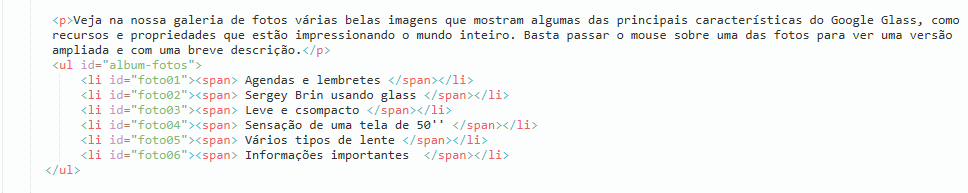 <p>Veja na nossa galeria de fotos várias belas imagens que mostram algumas das principais características do Google Glass, como
recursos e propriedades que estão impressionando o mundo inteiro. Basta passar o mouse sobre uma das fotos para ver uma versão
ampliada e com uma breve descrição.</p>
<ul id="album-fotos">
<li id="foto01"><span> Agendas e lembretes </span></li>
<li id="foto02"><span> Sergey Brin usando glass </span></li>
<li id="foto03"><span> Leve e csompacto </span></li>
<li id="foto04"><span> Sensação de uma tela de 50'' </span></li>
<li id="foto05"><span> Vários tipos de lente </span></li>
<li id="foto06"><span> Informações importantes  </span></li>
</ul>